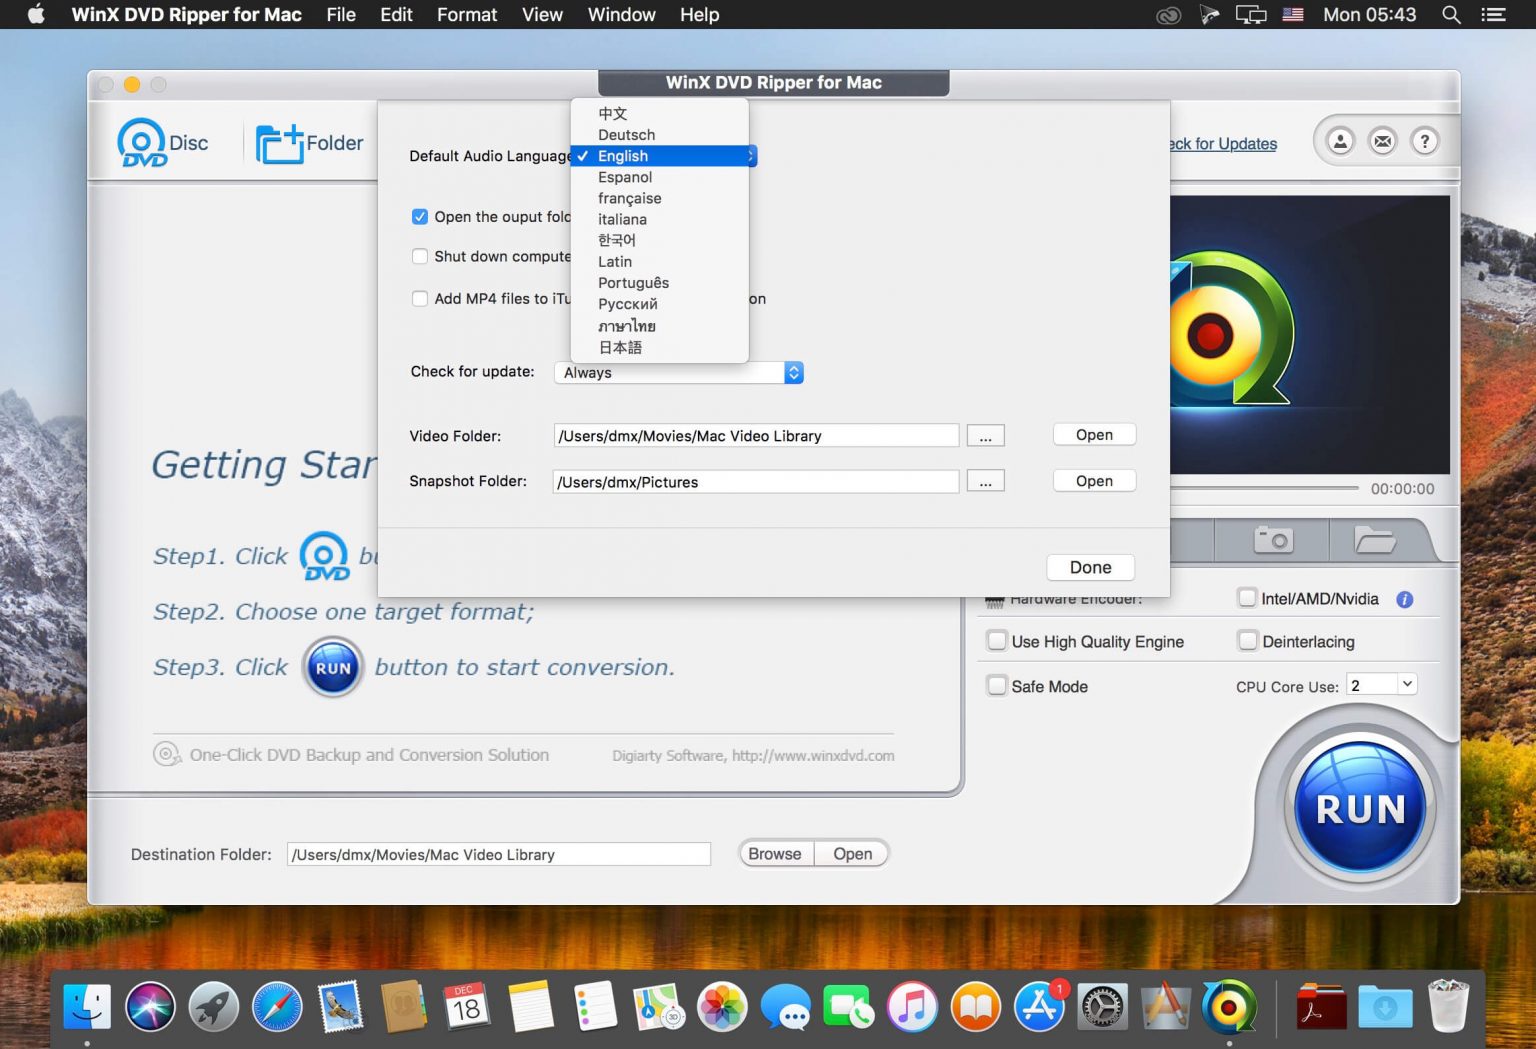 WinX DVD Ripper for Mac File Edit Format View Window Help Mon 05:43
WinX DVD Ripper for Mac
Disc
Folder
eck for Updates
Default Audio Language
中文
Deutsch
✓ English
Espanol
française
italiana
한국어
Latin
Português
Русский
ภาษาไทย
日本語
Open the ouput fold
Shut down compute
Add MP4 files to iTu on
Check for update: Always
Video Folder: /Users/dmx/Movies/Mac Video Library ... Open
Snapshot Folder: /Users/dmx/Pictures ... Open
Done
00:00:00
Getting Star
Step1. Click DVD bu
Step2. Choose one target format;
Step3. Click RUN button to start conversion.
One-Click DVD Backup and Conversion Solution Digiarty Software, http://www.winxdvd.com
Hardware Encoder: Intel/AMD/Nvidia
Use High Quality Engine Deinterlacing
Safe Mode CPU Core Use: 2
RUN
Destination Folder: /Users/dmx/Movies/Mac Video Library Browse Open
DEC
18
3D
1